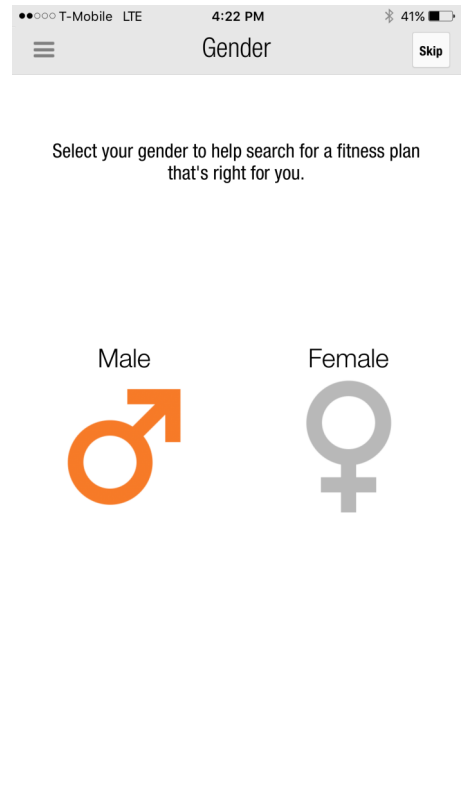 T-Mobile LTE 4:22 PM 41%
Gender
Skip
Select your gender to help search for a fitness plan
that's right for you.
Male Female